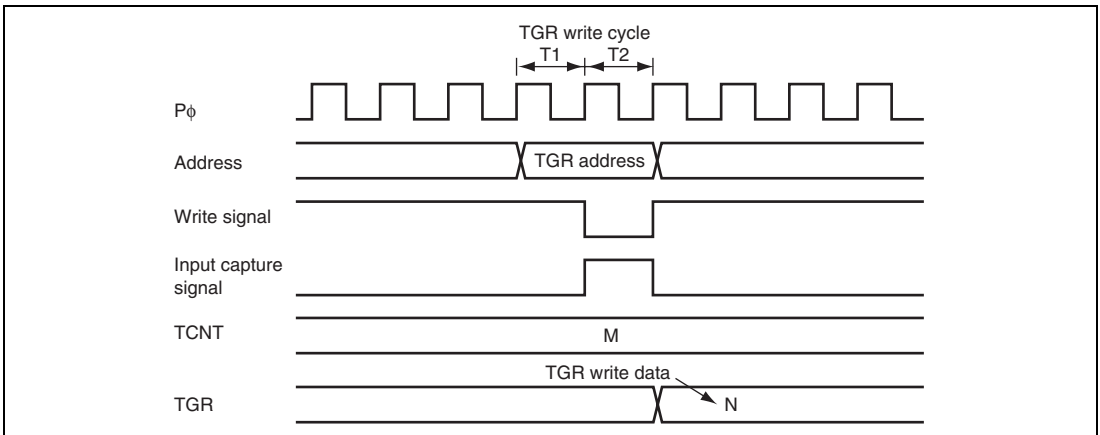 TGR write cycle
T1 T2
Pϕ
Address
TGR address
Write signal
Input capture
signal
TCNT
M
TGR write data
TGR
N